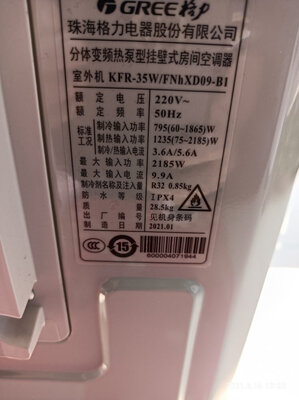 GREE格力
珠海格力电器股份有限公司
分体变频热泵型挂壁式房间空调器
室外机 KFR-35W/FNhXD09-B1
额定电压 220V~
额定频率 50Hz
标准工况 制冷输入功率 795(60~1865)W
制热输入功率 1235(75~2185)W
制冷/热输入电流 3.6A/5.6A
最大输入功率 2185W
最大输入电流 9.9A
制冷剂名称及注入量 R32 0.85kg
防水等级 IPX4
质量 28.5kg
出厂编号 见机身条码
制造日期 2021.01
CCC
15
600004071944